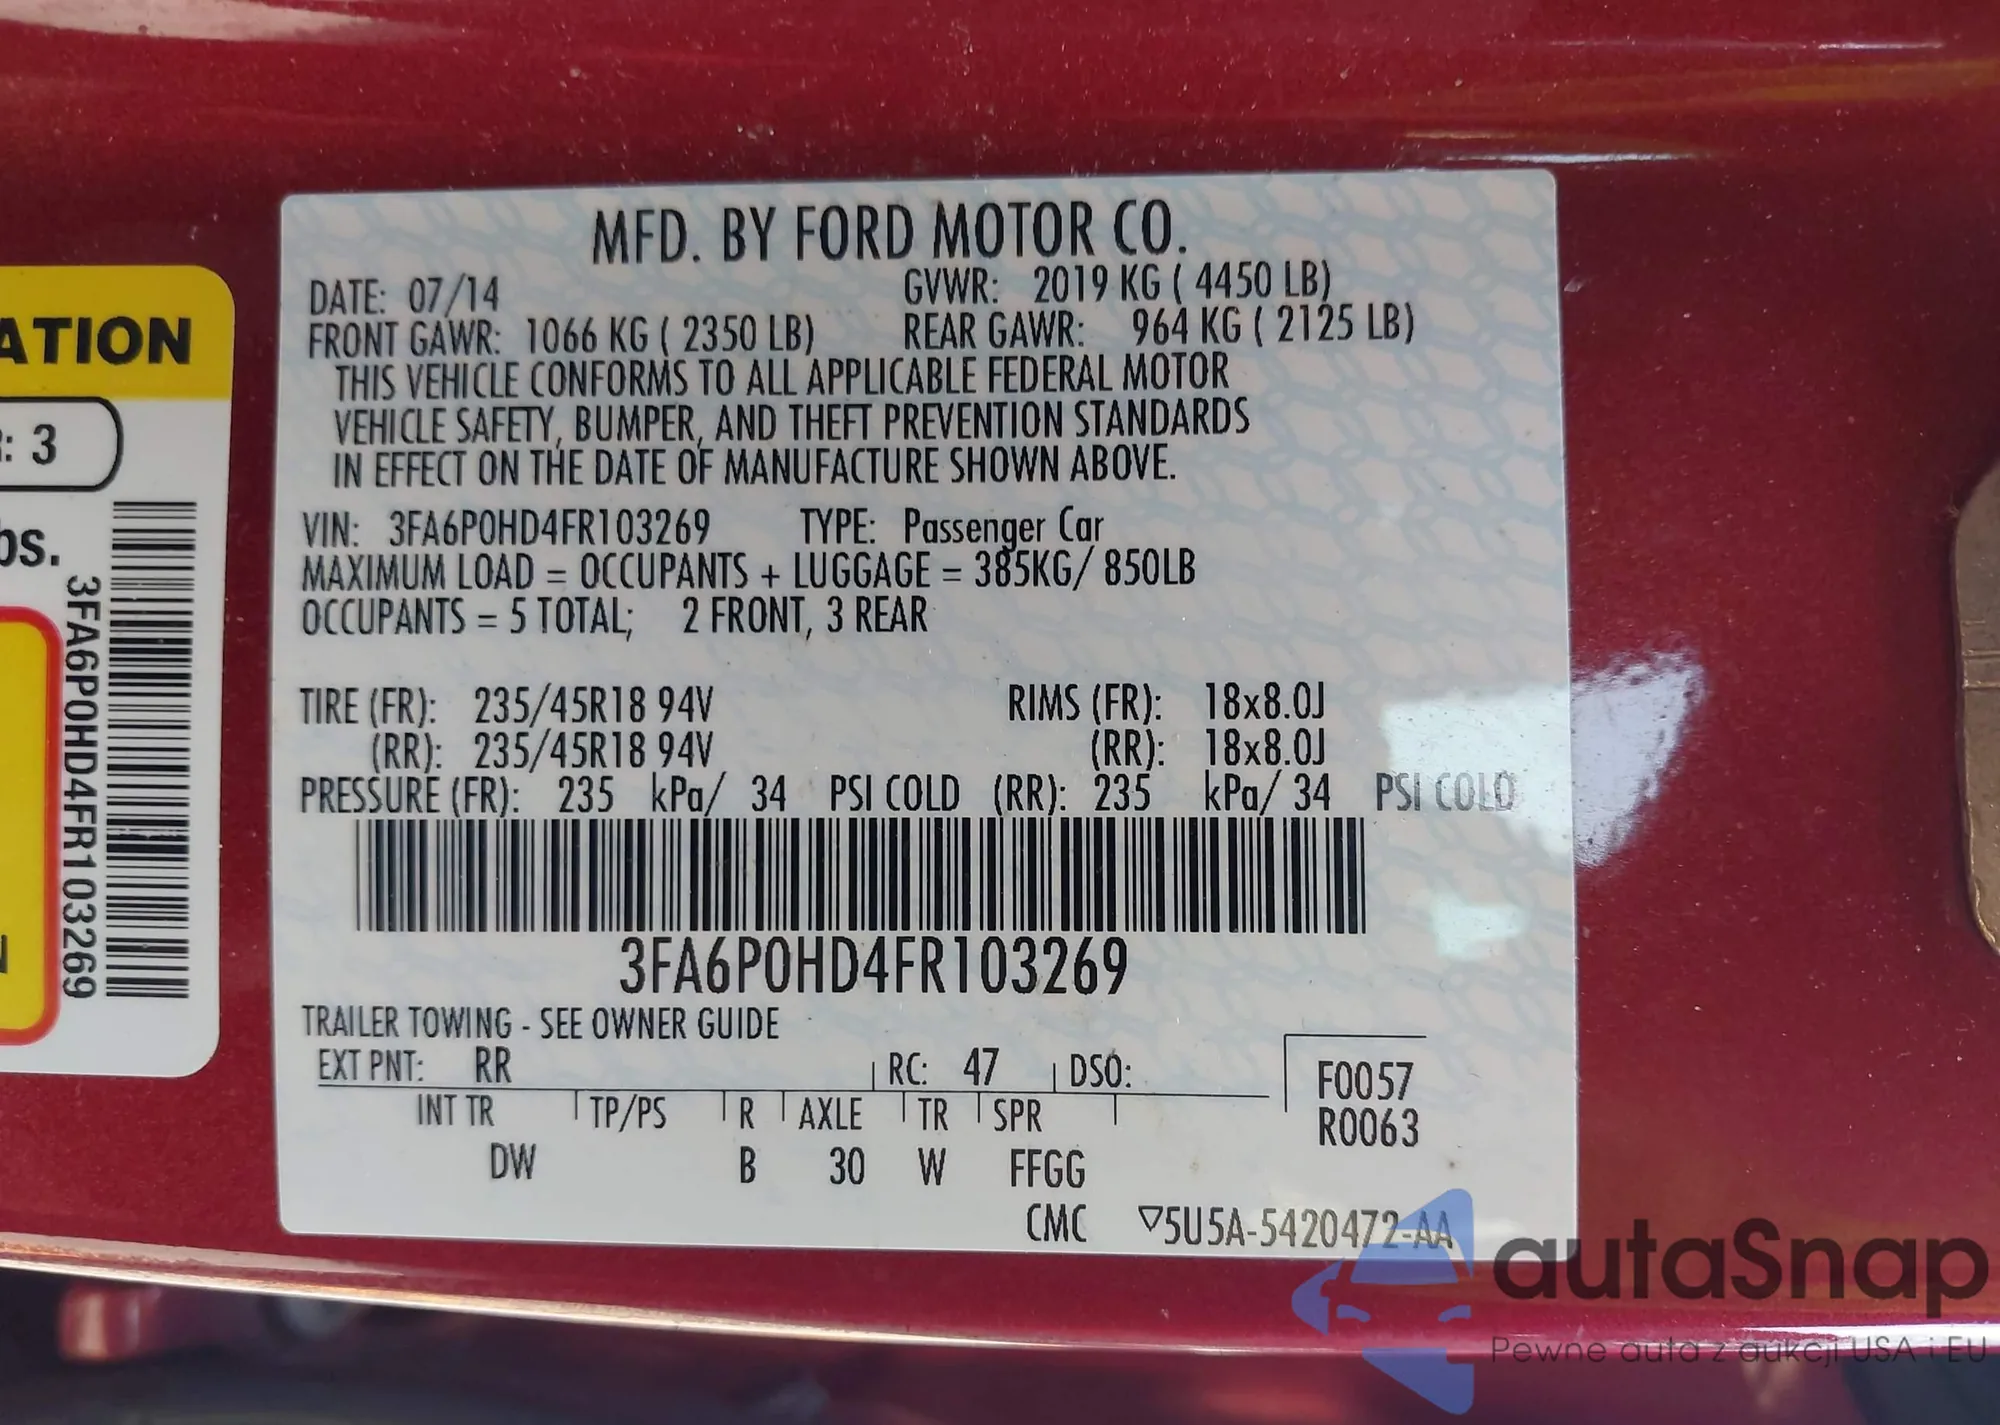 MFD. BY FORD MOTOR CO.
DATE: 07/14 GVWR: 2019 KG ( 4450 LB)
FRONT GAWR: 1066 KG ( 2350 LB) REAR GAWR: 964 KG ( 2125 LB)
THIS VEHICLE CONFORMS TO ALL APPLICABLE FEDERAL MOTOR
VEHICLE SAFETY, BUMPER, AND THEFT PREVENTION STANDARDS
IN EFFECT ON THE DATE OF MANUFACTURE SHOWN ABOVE.
VIN: 3FA6P0HD4FR103269 TYPE: Passenger Car
MAXIMUM LOAD = OCCUPANTS + LUGGAGE = 385KG/ 850LB
OCCUPANTS = 5 TOTAL; 2 FRONT, 3 REAR
TIRE (FR): 235/45R18 94V RIMS (FR): 18x8.0J
(RR): 235/45R18 94V (RR): 18x8.0J
PRESSURE (FR): 235 kPa/ 34 PSI COLD (RR): 235 kPa/ 34 PSI COLD
3FA6P0HD4FR103269
TRAILER TOWING - SEE OWNER GUIDE
EXT PNT: RR RC: 47 DSO:
INT TR TP/PS R AXLE TR SPR
DW B 30 W FFGG
F0057
R0063
CMC ▽5U5A-5420472-AA
ATION
: 3
bs.
3FA6P0HD4FR103269
autaSnap
Pewne auta z aukcji USA i EU